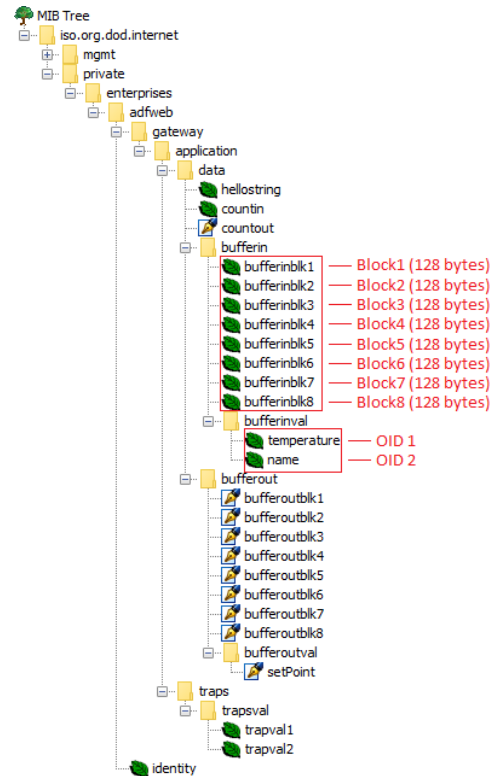 MIB Tree
iso.org.dod.internet
mgmt
private
enterprises
adfweb
gateway
application
data
hellostring
countin
countout
bufferin
bufferinblk1 Block1 (128 bytes)
bufferinblk2 Block2 (128 bytes)
bufferinblk3 Block3 (128 bytes)
bufferinblk4 Block4 (128 bytes)
bufferinblk5 Block5 (128 bytes)
bufferinblk6 Block6 (128 bytes)
bufferinblk7 Block7 (128 bytes)
bufferinblk8 Block8 (128 bytes)
bufferinval
temperature OID 1
name OID 2
bufferout
bufferoutblk1
bufferoutblk2
bufferoutblk3
bufferoutblk4
bufferoutblk5
bufferoutblk6
bufferoutblk7
bufferoutblk8
bufferoutval
setPoint
traps
trapsval
trapval1
trapval2
identity